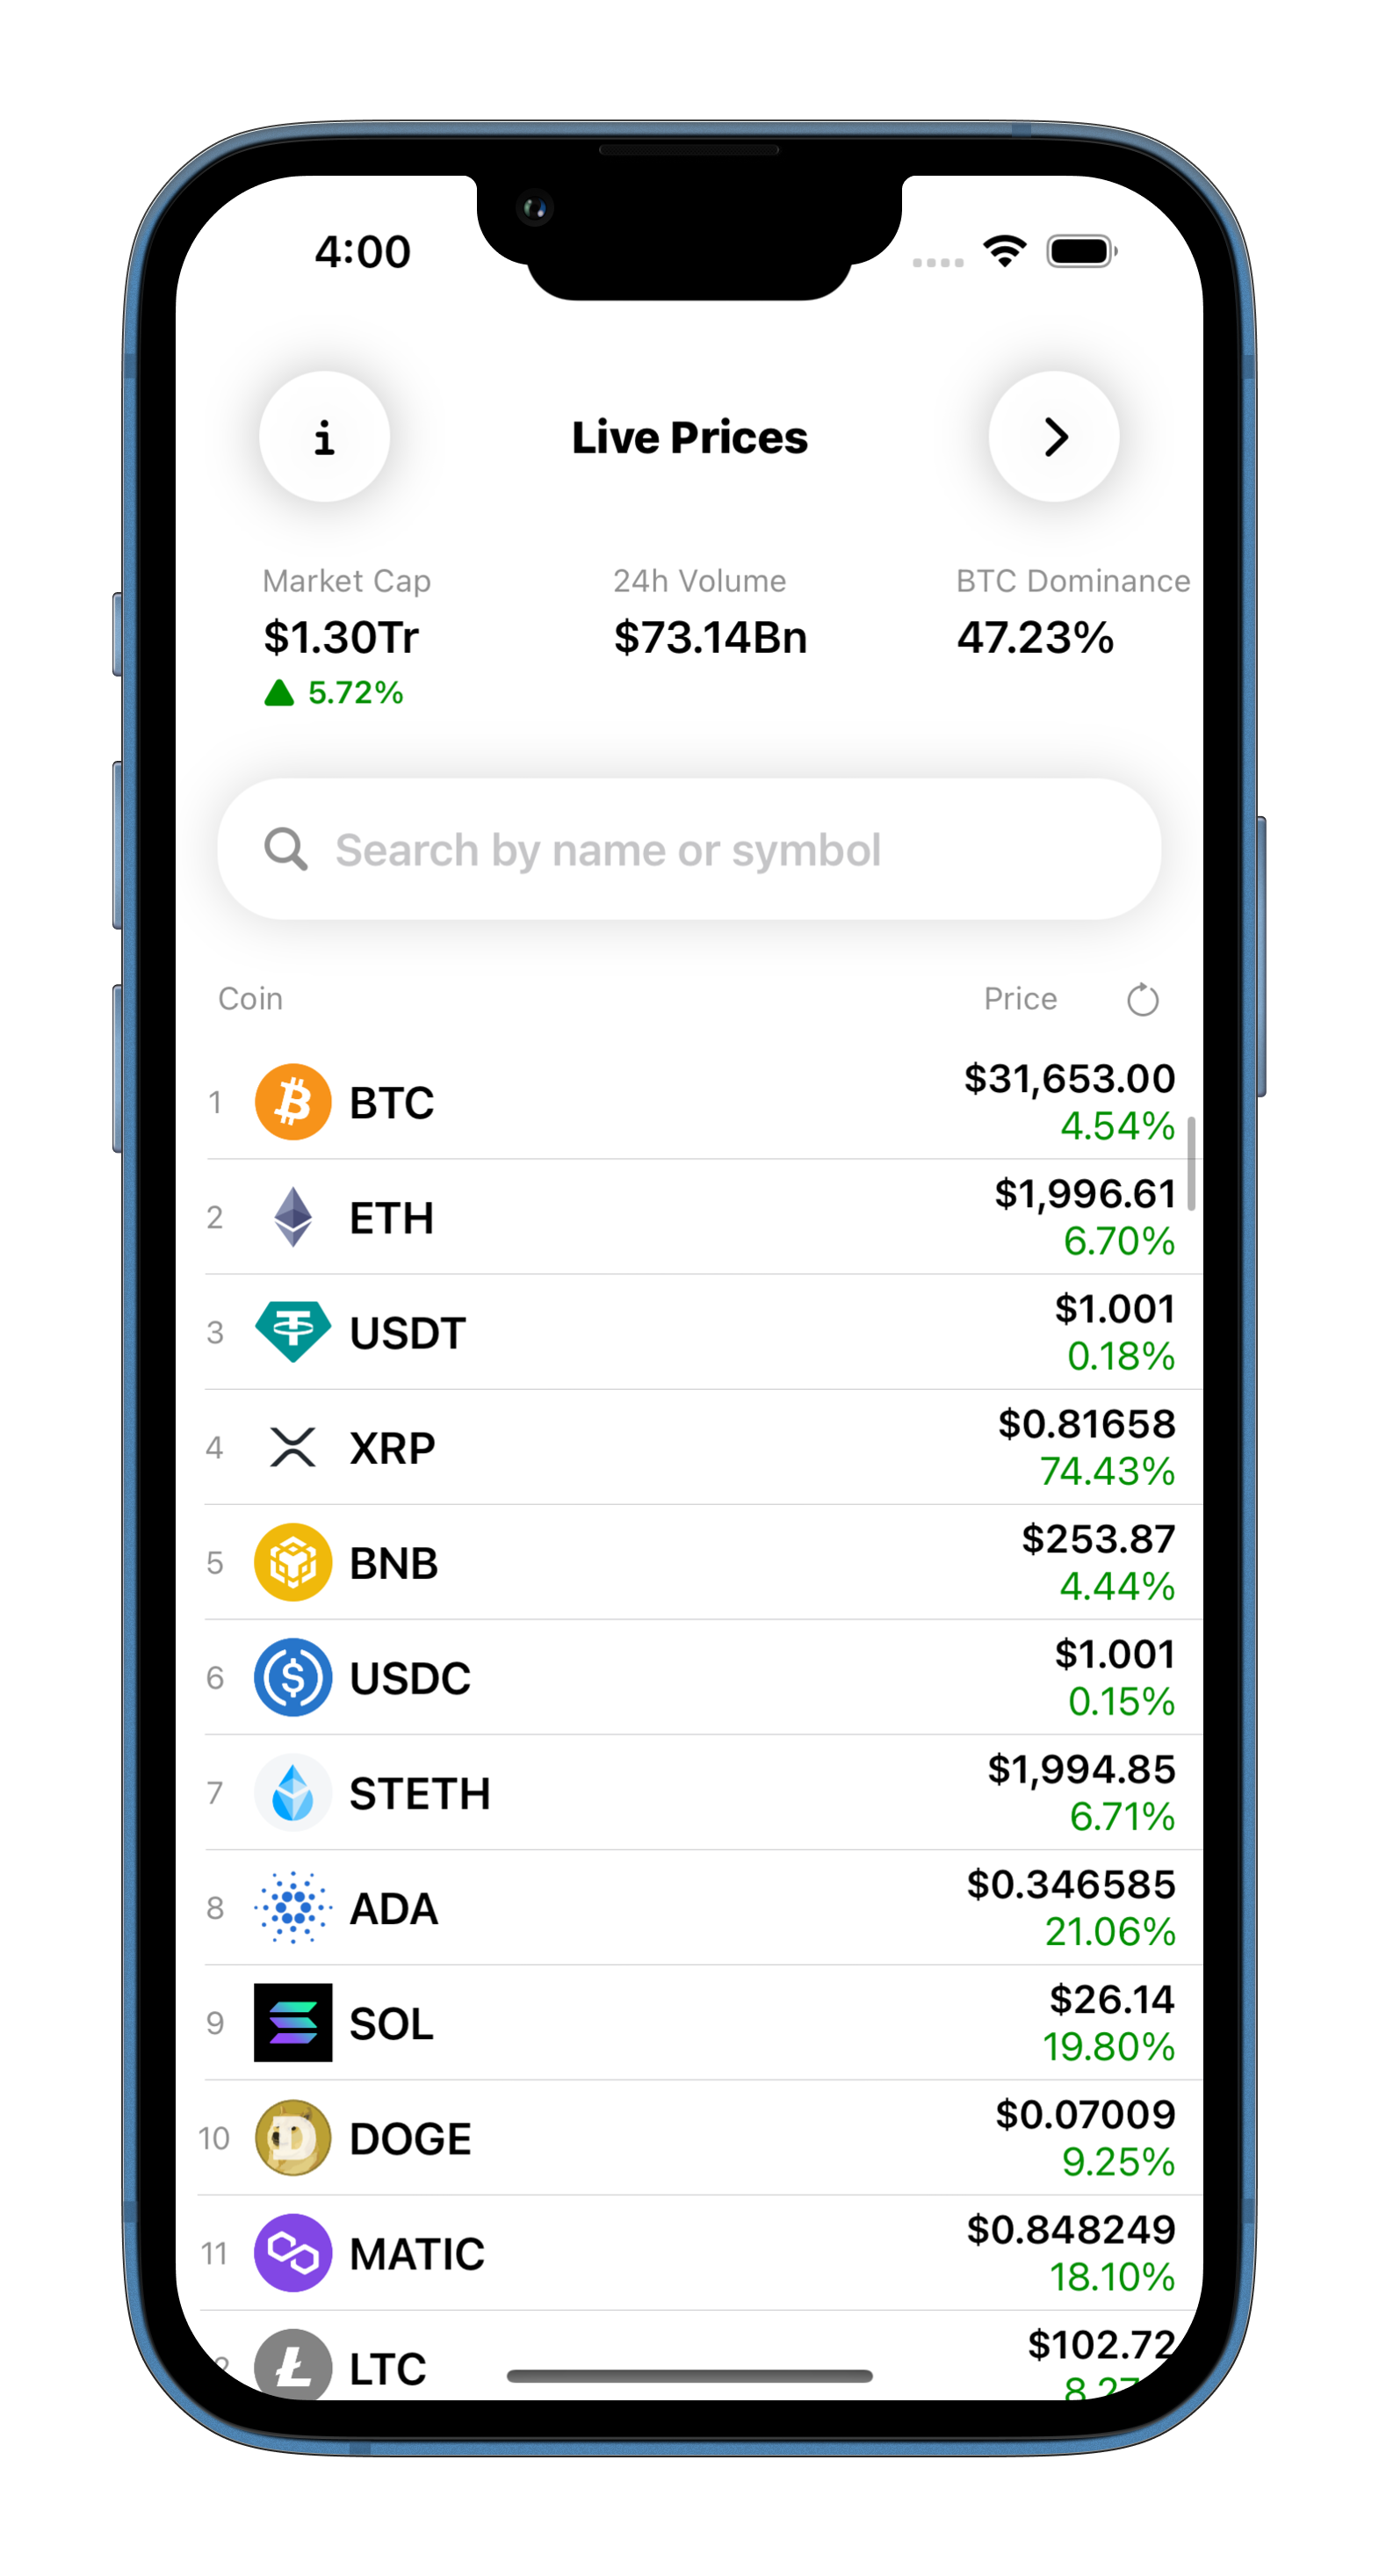 4:00
Live Prices
Market Cap 24h Volume BTC Dominance
$1.30Tr $73.14Bn 47.23%
5.72%
Search by name or symbol
Coin Price
1 BTC $31,653.00
4.54%
2 ETH $1,996.61
6.70%
3 USDT $1.001
0.18%
4 XRP $0.81658
74.43%
5 BNB $253.87
4.44%
6 USDC $1.001
0.15%
7 STETH $1,994.85
6.71%
8 ADA $0.346585
21.06%
9 SOL $26.14
19.80%
10 DOGE $0.07009
9.25%
11 MATIC $0.848249
18.10%
LTC $102.72